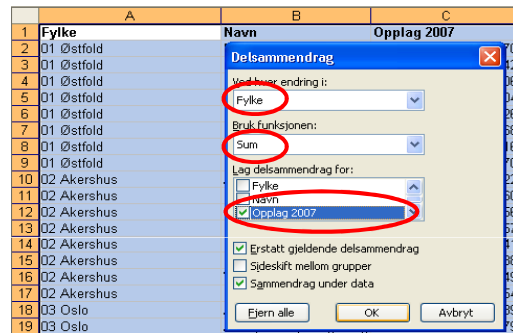 A B C
1 Fylke Navn Opplag 2007
2 01 Østfold
3 01 Østfold
4 01 Østfold
5 01 Østfold
6 01 Østfold
7 01 Østfold
8 01 Østfold
9 01 Østfold
10 02 Akershus
11 02 Akershus
12 02 Akershus
13 02 Akershus
14 02 Akershus
15 02 Akershus
16 02 Akershus
17 02 Akershus
18 03 Oslo
19 03 Oslo
Delsammendrag
Ved hver endring i:
Fylke
Bruk funksjonen:
Sum
Lag delsammendrag for:
Fylke
Navn
Opplag 2007
Erstatt gjeldende delsammendrag
Sideskift mellom grupper
Sammendrag under data
Fjern alle OK Avbryt